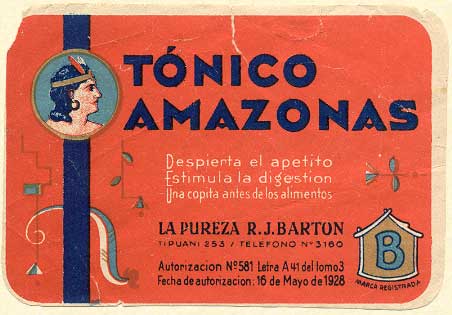 TÓNICO
AMAZONAS
Despierta el apetito
Estimula la digestion
Una copita antes de los alimentos
LA PUREZA R.J. BARTON
TIPUANI 253 / TELEFONO Nº 3160
Autorizacion Nº 581 Letra A 41 del tomo 3
Fecha de autorizacion: 16 de Mayo de 1928
B
MARCA REGISTRADA